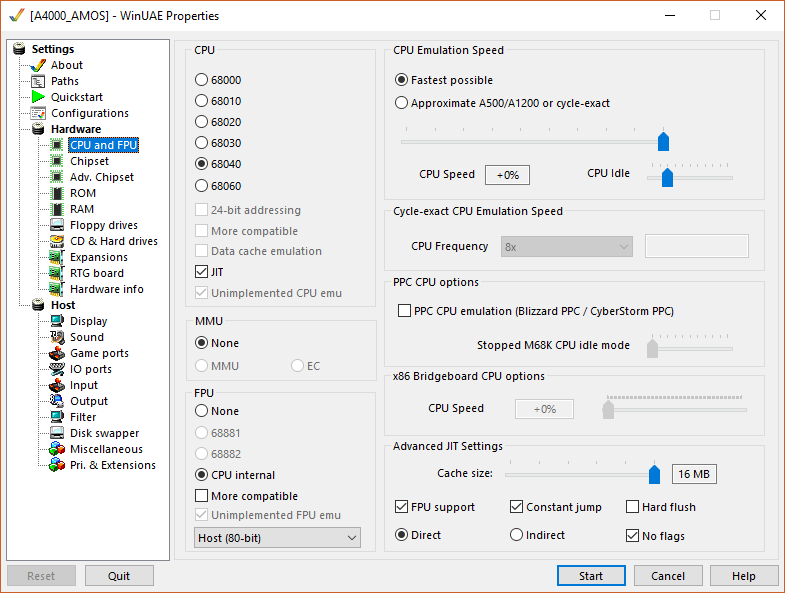 [A4000_AMOS] - WinUAE Properties
Settings
About
Paths
Quickstart
Configurations
Hardware
CPU and FPU
Chipset
Adv. Chipset
ROM
RAM
Floppy drives
CD & Hard drives
Expansions
RTG board
Hardware info
Host
Display
Sound
Game ports
IO ports
Input
Output
Filter
Disk swapper
Miscellaneous
Pri. & Extensions
CPU
68000
68010
68020
68030
68040
68060
24-bit addressing
More compatible
Data cache emulation
JIT
Unimplemented CPU emu
MMU
None
MMU EC
FPU
None
68881
68882
CPU internal
More compatible
Unimplemented FPU emu
Host (80-bit)
CPU Emulation Speed
Fastest possible
Approximate A500/A1200 or cycle-exact
CPU Speed +0% CPU Idle
Cycle-exact CPU Emulation Speed
CPU Frequency 8x
PPC CPU options
PPC CPU emulation (Blizzard PPC / CyberStorm PPC)
Stopped M68K CPU idle mode
x86 Bridgeboard CPU options
CPU Speed +0%
Advanced JIT Settings
Cache size: 16 MB
FPU support Constant jump Hard flush
Direct Indirect No flags
Reset Quit Start Cancel Help